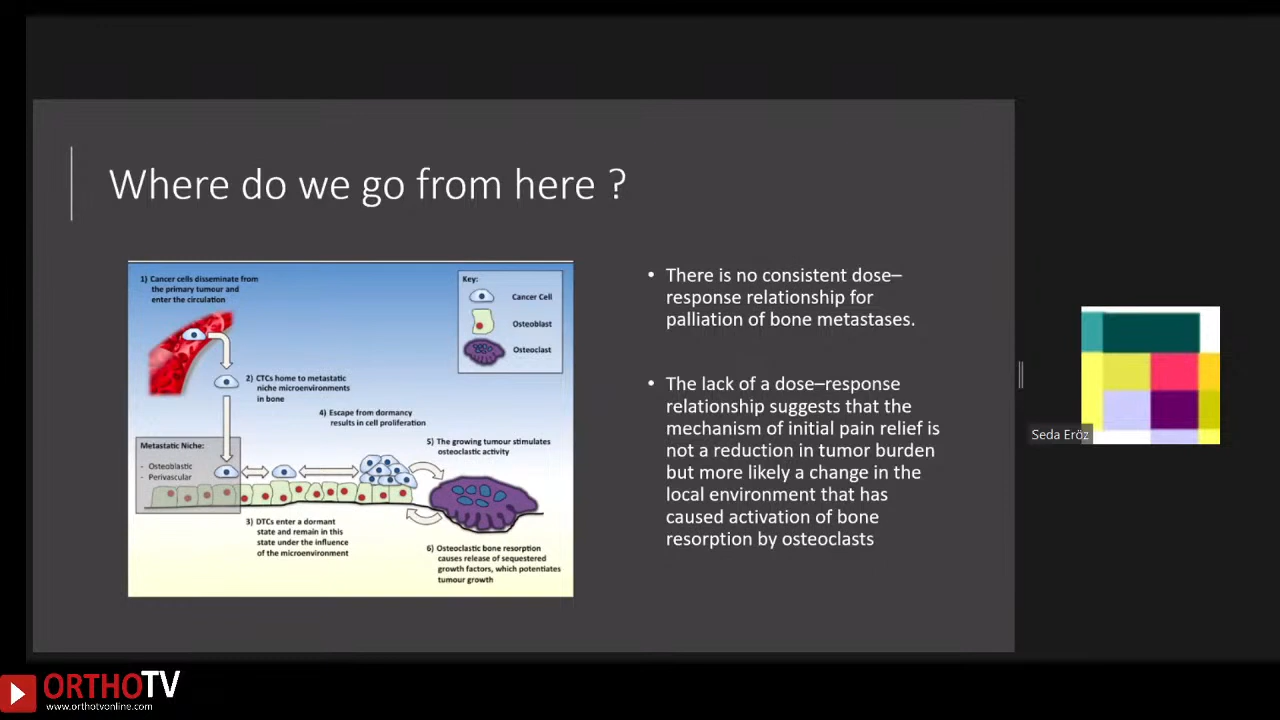 Where do we go from here ?
1) Cancer cells disseminate from
the primary tumour and
enter the circulation
Key:
Cancer Cell
Osteoblast
Osteoclast
2) CTCs home to metastatic
niche microenvironments
in bone
4) Escape from dormancy
results in cell proliferation
5) The growing tumour stimulates
osteoclastic activity
Metastatic Niche:
- Osteoblastic
- Perivascular
3) DTCs enter a dormant
state and remain in this
state under the influence
of the microenvironment
6) Osteoclastic bone resorption
causes release of sequestered
growth factors, which potentiates
tumour growth
• There is no consistent dose–
response relationship for
palliation of bone metastases.
• The lack of a dose–response
relationship suggests that the
mechanism of initial pain relief is
not a reduction in tumor burden
but more likely a change in the
local environment that has
caused activation of bone
resorption by osteoclasts
Seda Eröz
ORTHOTV
www.orthotvonline.com